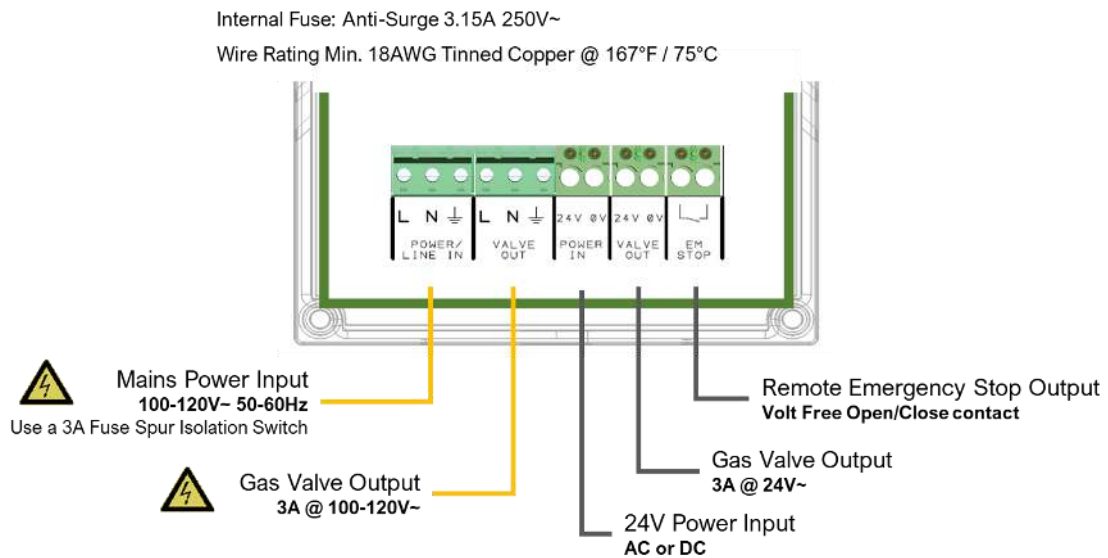 Internal Fuse: Anti-Surge 3.15A 250V~
Wire Rating Min. 18AWG Tinned Copper @ 167°F / 75°C
L N L N 24V 0V 24V 0V
POWER/ VALVE POWER VALVE EM
LINE IN OUT IN OUT STOP
Mains Power Input
100-120V~ 50-60Hz
Use a 3A Fuse Spur Isolation Switch
Remote Emergency Stop Output
Volt Free Open/Close contact
Gas Valve Output
3A @ 100-120V~
Gas Valve Output
3A @ 24V~
24V Power Input
AC or DC